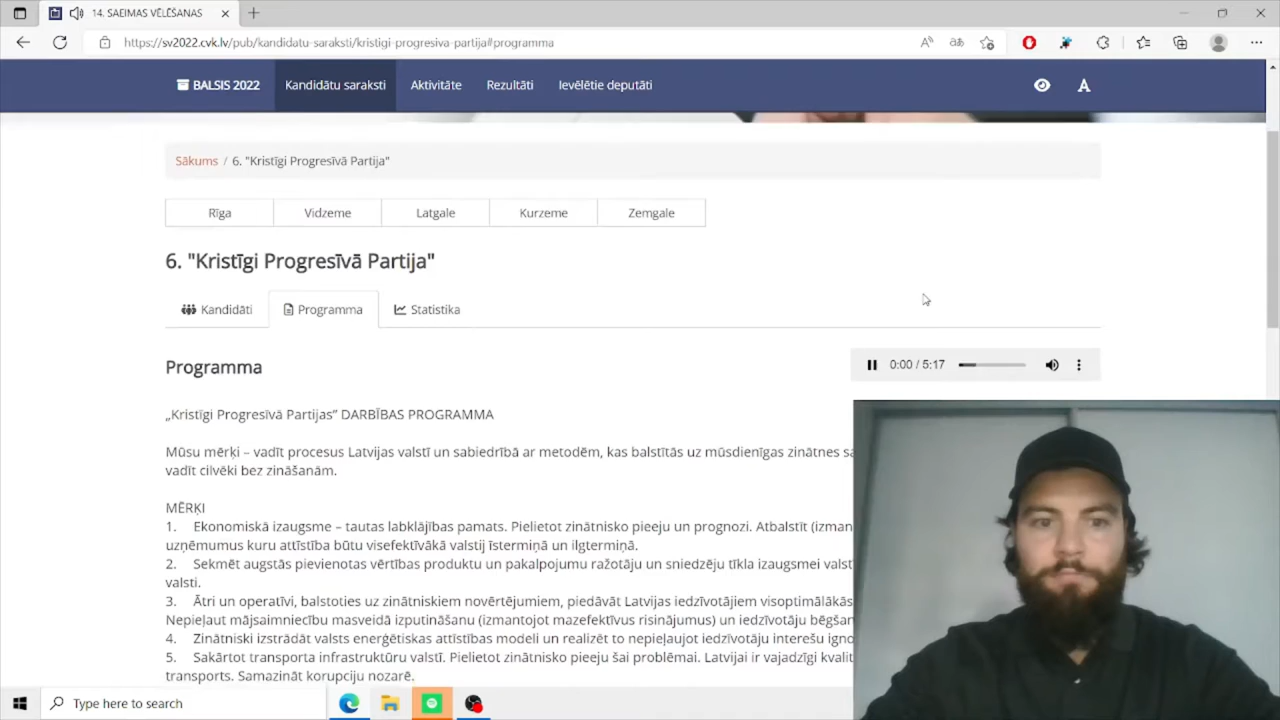 14. SAEIMAS VĒLĒŠANAS
https://sv2022.cvk.lv/pub/kandidatu-saraksti/kristigi-progresiva-partija#programma
BALSIS 2022 Kandidātu saraksti Aktivitāte Rezultāti Ievēlētie deputāti A
Sākums / 6. "Kristīgi Progresīvā Partija"
Rīga Vidzeme Latgale Kurzeme Zemgale
6. "Kristīgi Progresīvā Partija"
Kandidāti Programma Statistika
Programma
0:00 / 5:17
„Kristīgi Progresīvā Partijas” DARBĪBAS PROGRAMMA
Mūsu mērķi – vadīt procesus Latvijas valstī un sabiedrībā ar metodēm, kas balstītās uz mūsdienīgas zinātnes
vadīt cilvēki bez zināšanām.
MĒRĶI
1. Ekonomiskā izaugsme – tautas labklājības pamats. Pielietot zinātnisko pieeju un prognozi. Atbalstīt
uzņēmumus kuru attīstība būtu visefektīvākā valstij īstermiņā un ilgtermiņā.
2. Sekmēt augstās pievienotas vērtības produktu un pakalpojumu ražotāju un sniedzēju tīkla izaugsmei
valsti.
3. Ātri un operatīvi, balstoties uz zinātniskiem novērtējumiem, piedāvāt Latvijas iedzīvotājiem
Nepieļaut mājsaimniecību masveidā izputināšanu (izmantojot mazefektīvus risinājumus) un iedzīvotāju
4. Zinātniski izstrādāt valsts enerģētiskas attīstības modeli un realizēt to nepieļaujot iedzīvotāju interešu
5. Sakārtot transporta infrastruktūru valstī. Pielietot zinātnisko pieeju šai problēmai. Latvijai ir vajadzīgi
transports. Samazināt korupciju nozarē.
Type here to search